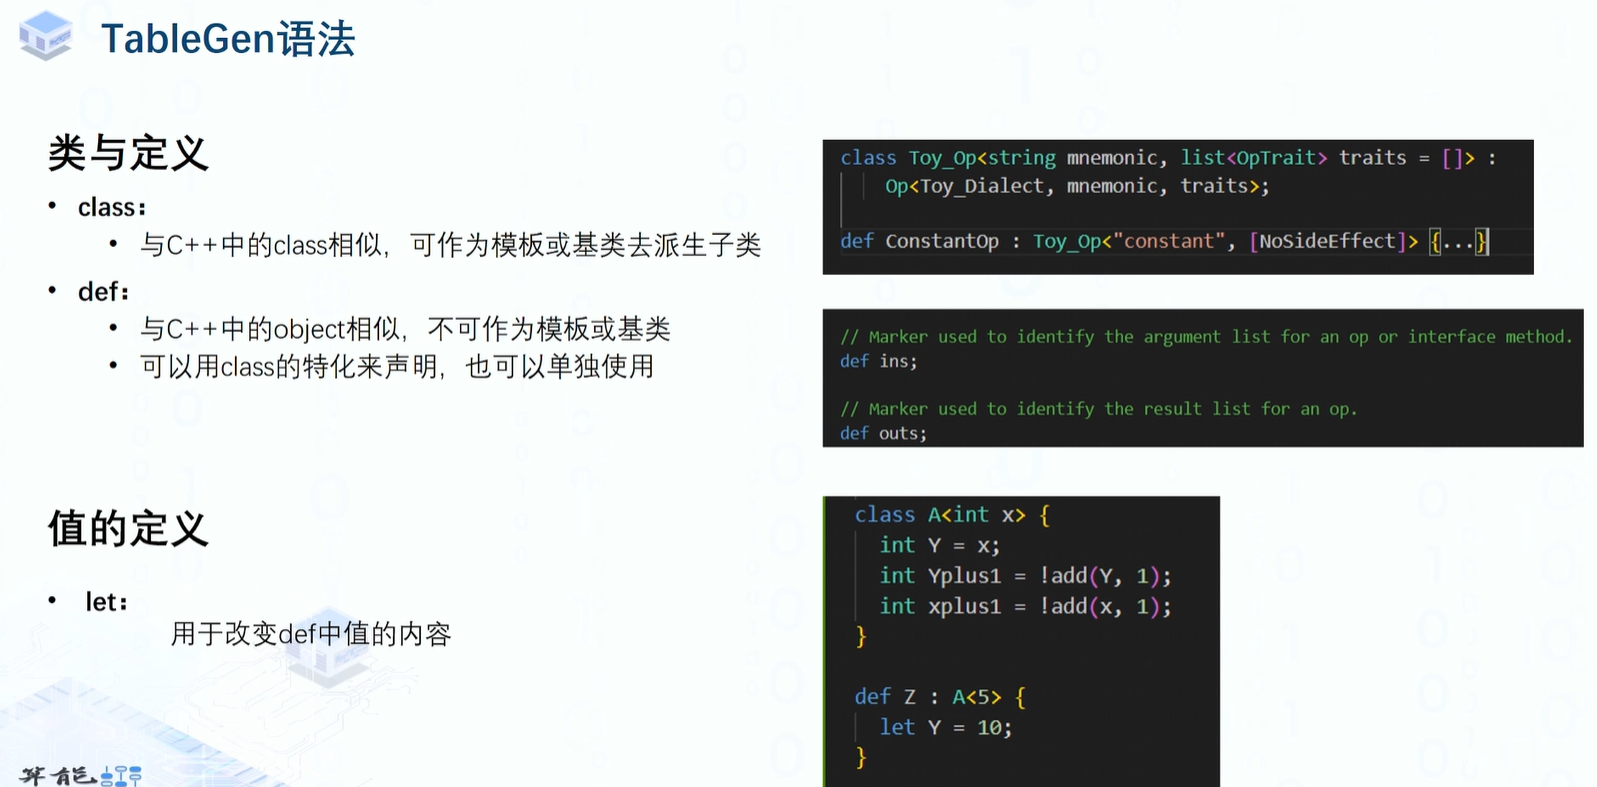 TableGen语法
类与定义
• class：
• 与C++中的class相似，可作为模板或基类去派生子类
• def：
• 与C++中的object相似，不可作为模板或基类
• 可以用class的特化来声明，也可以单独使用
值的定义
• let：
用于改变def中值的内容
class Toy_Op<string mnemonic, list<OpTrait> traits = []> :
Op<Toy_Dialect, mnemonic, traits>;
def ConstantOp : Toy_Op<"constant", [NoSideEffect]> {...}
// Marker used to identify the argument list for an op or interface method.
def ins;
// Marker used to identify the result list for an op.
def outs;
class A<int x> {
int Y = x;
int Yplus1 = !add(Y, 1);
int xplus1 = !add(x, 1);
}
def Z : A<5> {
let Y = 10;
}
算能